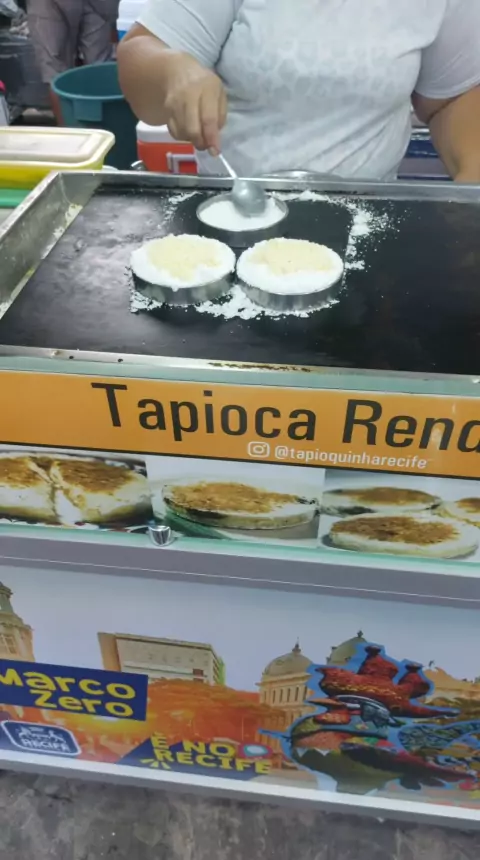 Tapioca Rend
@tapioquinharecife
Marco
Zero
RECIFE
É NO
RECIFE